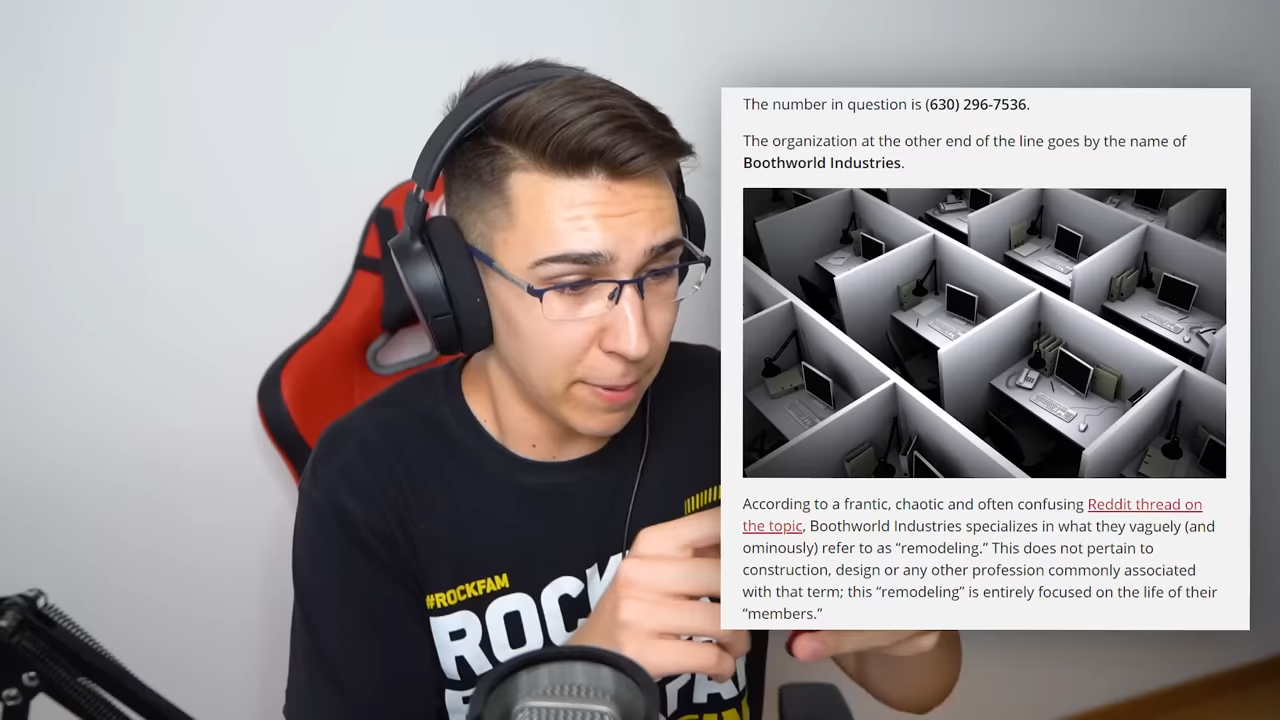 The number in question is (630) 296-7536.
The organization at the other end of the line goes by the name of
Boothworld Industries.
According to a frantic, chaotic and often confusing Reddit thread on
the topic, Boothworld Industries specializes in what they vaguely (and
ominously) refer to as “remodeling.” This does not pertain to
construction, design or any other profession commonly associated
with that term; this “remodeling” is entirely focused on the life of their
“members.”
#ROCKFAM
ROCK